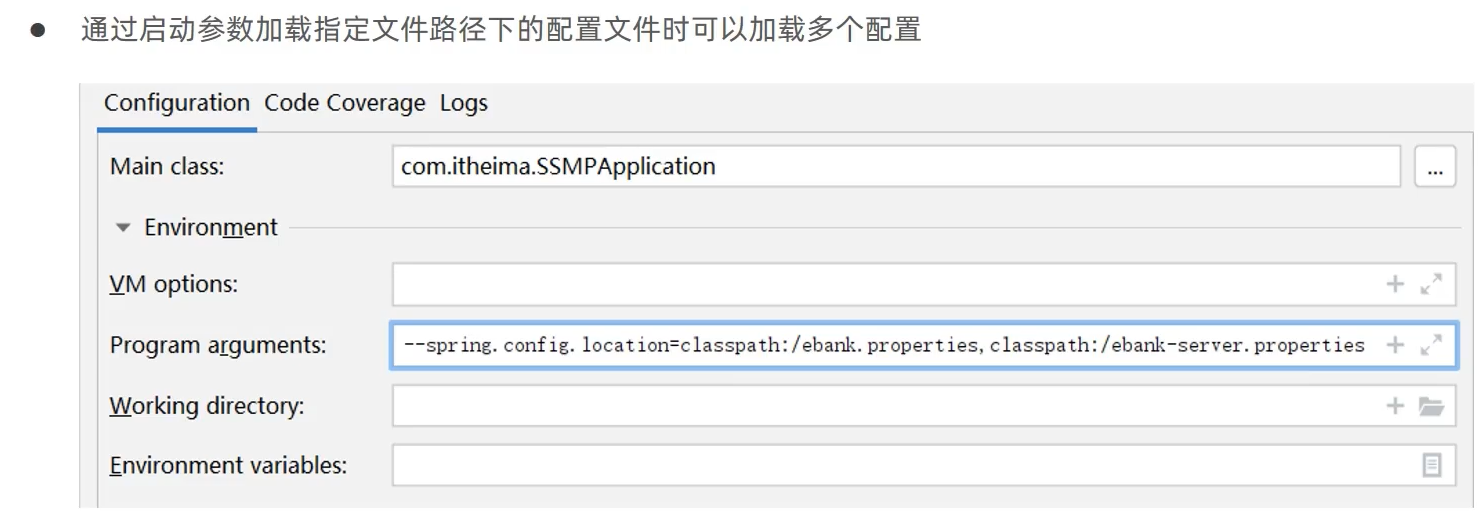 ● 通过启动参数加载指定文件路径下的配置文件时可以加载多个配置
Configuration Code Coverage Logs
Main class: com.itheima.SSMPApplication ...
Environment
VM options:
Program arguments: --spring.config.location=classpath:/ebank.properties,classpath:/ebank-server.properties
Working directory:
Environment variables: